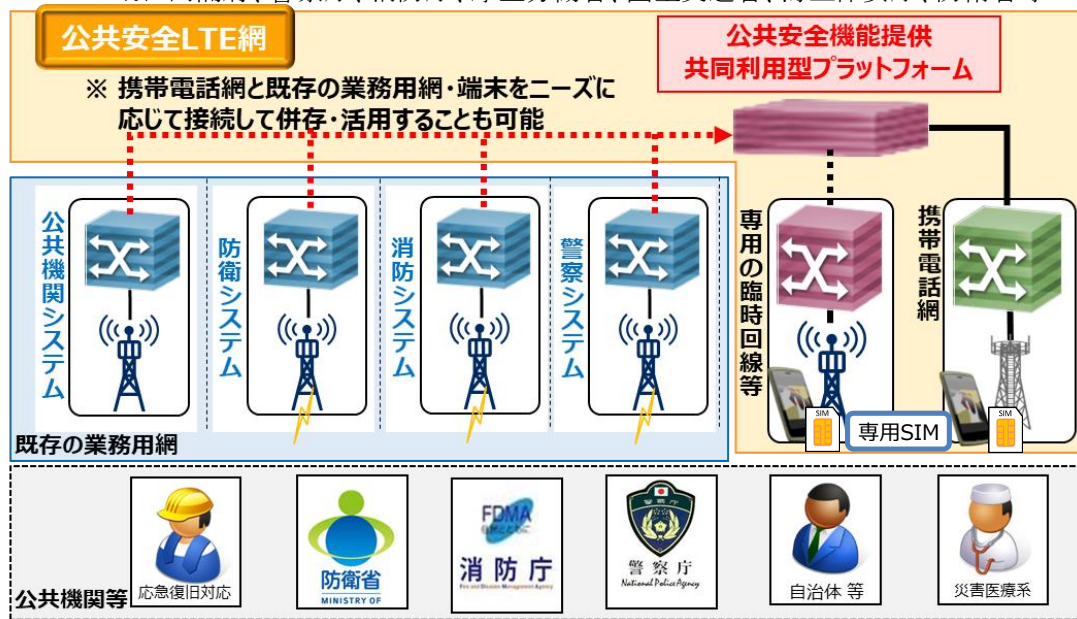 公共安全LTE網
公共安全機能提供
共同利用型プラットフォーム
※ 携帯電話網と既存の業務用網・端末をニーズに
応じて接続して併存・活用することも可能
公共機関システム
防衛システム
消防システム
警察システム
専用の臨時回線等
携帯電話網
SIM
専用SIM
SIM
既存の業務用網
公共機関等
応急復旧対応
防衛省
MINISTRY OF
FDMA
消防庁
Fire and Disaster Management Agency
警察庁
警察庁
National Police Agency
自治体 等
災害医療系